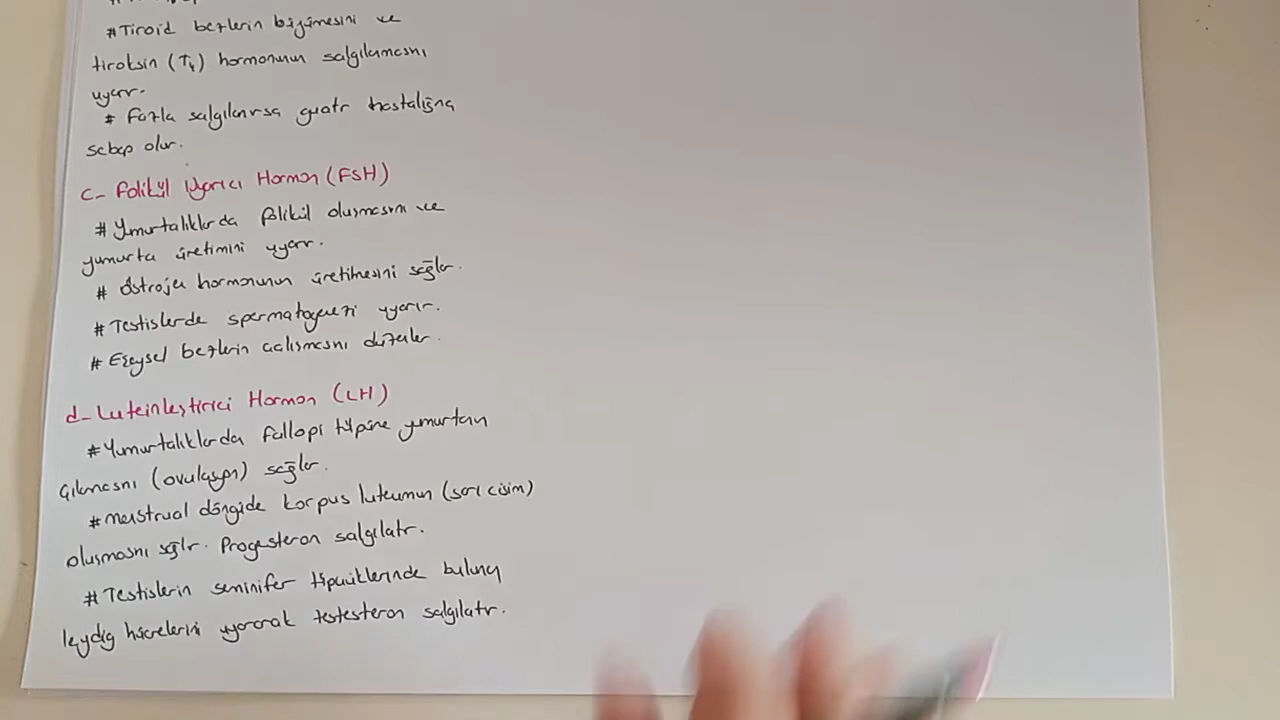 #Tiroid bezlerin büyümesini ve
tiroksin (T4) hormonunun salgılanmasını
uyarır.
# Fazla salgılanırsa guatr hastalığına
sebep olur.
c- Folikül Uyarıcı Hormon (FSH)
# Yumurtalıklarda folikül oluşmasını ve
yumurta üretimini uyarır.
# Östrojen hormonunun üretilmesini sağlar.
# Testislerde spermatogenezi uyarır.
# Eşeysel bezlerin çalışmasını düzenler.
d- Luteinleştirici Hormon (LH)
#Yumurtalıklarda fallopi tüpüne yumurtanın
çıkmasını (ovulasyon) sağlar.
#menstrual döngüde korpus luteumun (sarı cisim)
oluşmasını sağlar. Progesteron salgılatır.
# Testislerin seminifer tüpçüklerinde bulunan
leydig hücrelerini uyararak testesteron salgılatır.